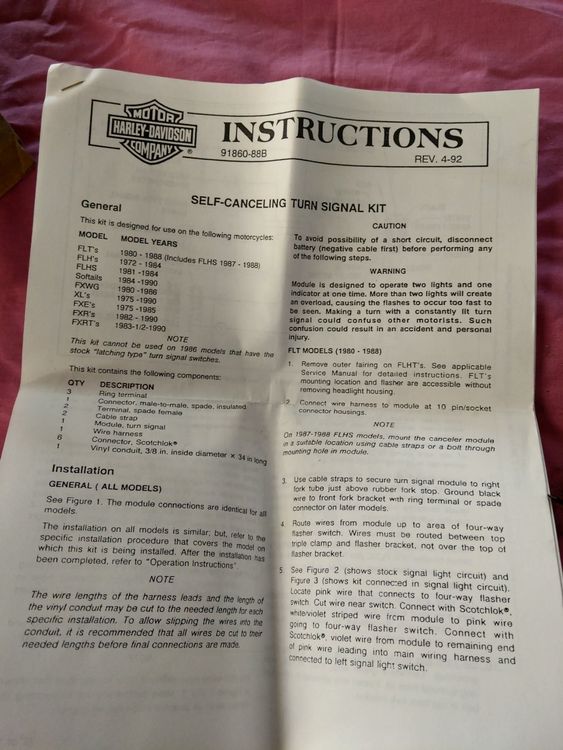 MOTOR
HARLEY-DAVIDSON
COMPANY
®
INSTRUCTIONS
91860-88B
REV. 4-92
SELF-CANCELING TURN SIGNAL KIT
General
This kit is designed for use on the following motorcycles:
MODEL MODEL YEARS
FLT's 1980 - 1988 (Includes FLHS 1987 - 1988)
FLH's 1972 - 1984
FLHS 1981 - 1984
Softails 1984 - 1990
FXWG 1980 - 1986
XL's 1975 - 1990
FXE's 1975 - 1985
FXR's 1982 - 1990
FXRT's 1983-1/2-1990
NOTE
This kit cannot be used on 1986 models that have the
stock "latching type" turn signal switches.
This kit contains the following components:
QTY DESCRIPTION
3 Ring terminal
1 Connector, male-to-male, spade, insulated
2 Terminal, spade female
2 Cable strap
1 Module, turn signal
1 Wire harness
6 Connector, Scotchlok®
1 Vinyl conduit, 3/8 in. inside diameter × 34 in long
Installation
GENERAL ( ALL MODELS)
See Figure 1. The module connections are identical for all
models.
The installation on all models is similar; but, refer to the
specific installation procedure that covers the model on
which this kit is being installed. After the installation has
been completed, refer to "Operation Instructions".
NOTE
The wire lengths of the harness leads and the length of
the vinyl conduit may be cut to the needed length for each
specific installation. To allow slipping the wires into the
conduit, it is recommended that all wires be cut to their
needed lengths before final connections are made.
CAUTION
To avoid possibility of a short circuit, disconnect
battery (negative cable first) before performing any
of the following steps.
WARNING
Module is designed to operate two lights and one
indicator at one time. More than two lights will create
an overload, causing the flashes to occur too fast to
be seen. Making a turn with a constantly lit turn
signal could confuse other motorists. Such
confusion could result in an accident and personal
injury.
FLT MODELS (1980 - 1988)
1. Remove outer fairing on FLHT's. See applicable
Service Manual for detailed instructions. FLT's
mounting location and flasher are accessible without
removing headlight housing.
2. Connect wire harness to module at 10 pin/socket
connector housings.
NOTE
On 1987-1988 FLHS models, mount the canceler module
in a suitable location using cable straps or a bolt through
mounting hole in module.
3. Use cable straps to secure turn signal module to right
fork tube just above rubber fork stop. Ground black
wire to front fork bracket with ring terminal or spade
connector on later models.
4. Route wires from module up to area of four-way
flasher switch. Wires must be routed between top
triple clamp and flasher bracket, not over the top of
flasher bracket.
5. See Figure 2 (shows stock signal light circuit) and
Figure 3 (shows kit connected in signal light circuit).
Locate pink wire that connects to four-way flasher
switch. Cut wire near switch. Connect with Scotchlok®,
white/violet striped wire from module to pink wire
going to four-way flasher switch. Connect with
Scotchlok®, violet wire from module to remaining end
of pink wire leading into main wiring harness and
connected to left signal light switch.